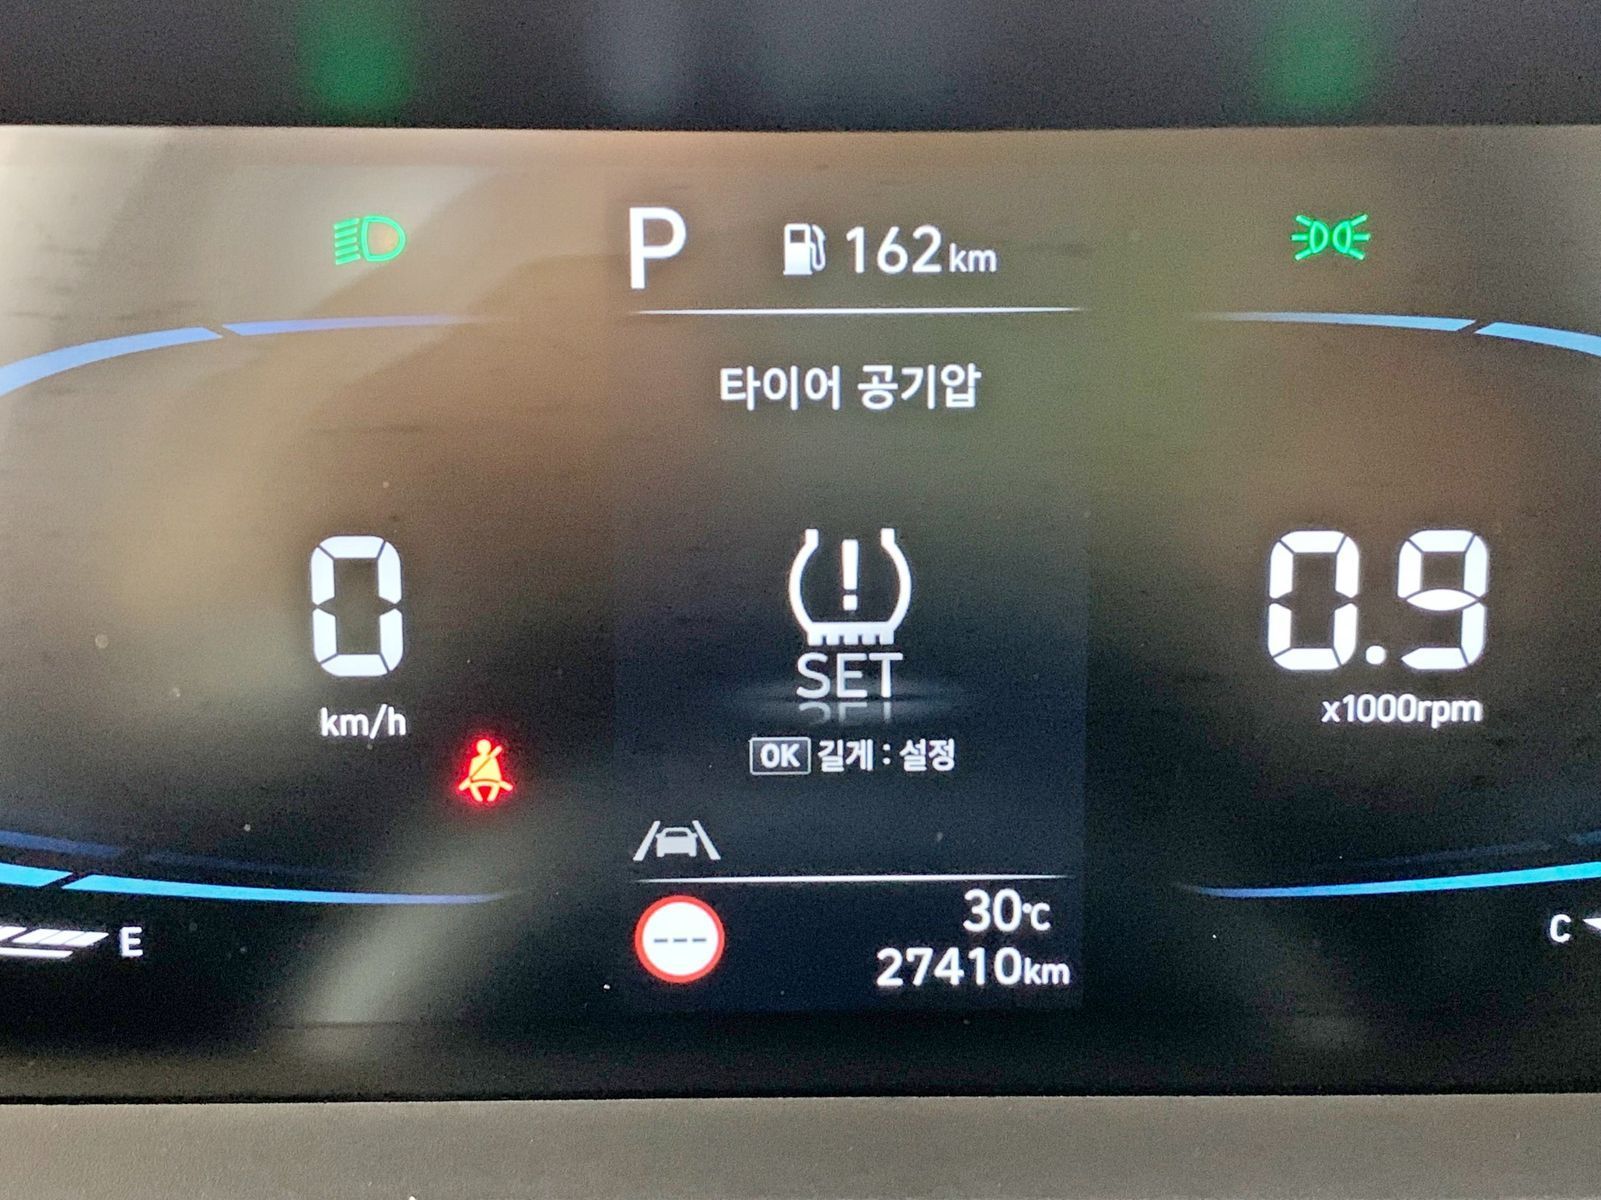 P 162km
타이어 공기압
0
km/h
0.9
x1000rpm
SET
OK 길게 : 설정
E
---
30℃
27410km
C